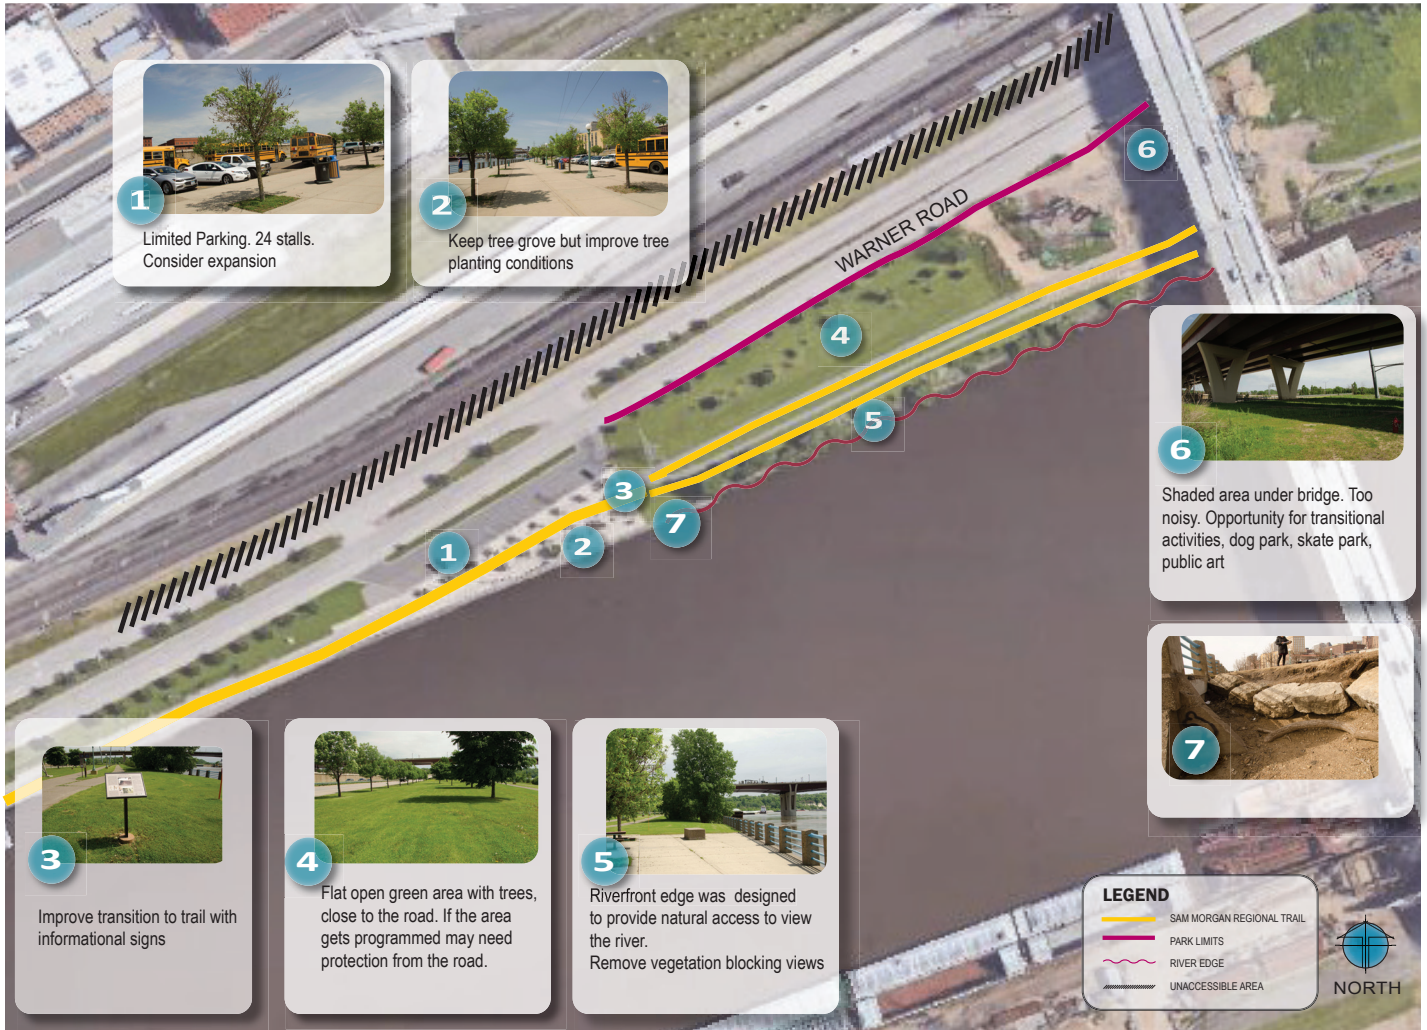 1
Limited Parking. 24 stalls.
Consider expansion
2
Keep tree grove but improve tree
planting conditions
WARNER ROAD
6
4
5
3
7
2
1
6
Shaded area under bridge. Too
noisy. Opportunity for transitional
activities, dog park, skate park,
public art
7
3
Improve transition to trail with
informational signs
4
Flat open green area with trees,
close to the road. If the area
gets programmed may need
protection from the road.
5
Riverfront edge was designed
to provide natural access to view
the river.
Remove vegetation blocking views
LEGEND
SAM MORGAN REGIONAL TRAIL
PARK LIMITS
RIVER EDGE
UNACCESSIBLE AREA
NORTH